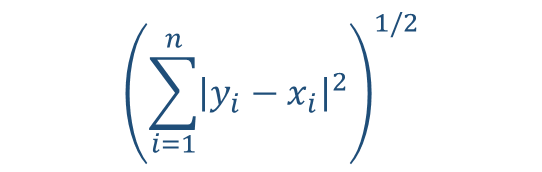 (∑_{i=1}^{n} |y_i − x_i|^2)^{1/2}